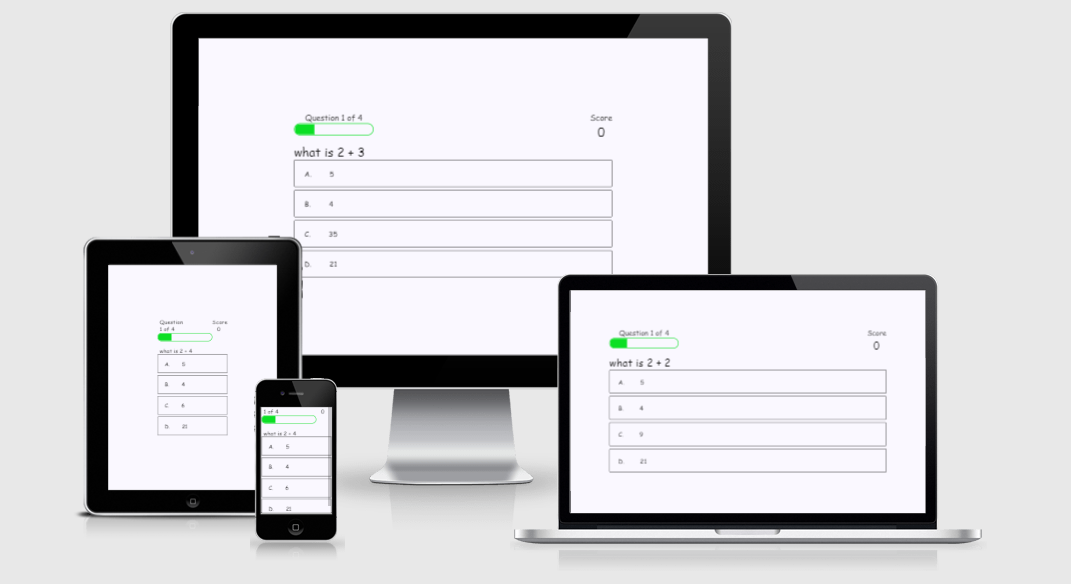 Question 1 of 4
Score
0
what is 2 + 3
A. 5
B. 4
C. 35
D. 21
Question
1 of 4
Score
0
what is 2 + 4
A. 5
B. 4
C. 6
D. 21
1 of 4
0
what is 2 + 4
A. 5
B. 4
C. 6
D. 21
Question 1 of 4
Score
0
what is 2 + 2
A. 5
B. 4
C. 9
D. 21